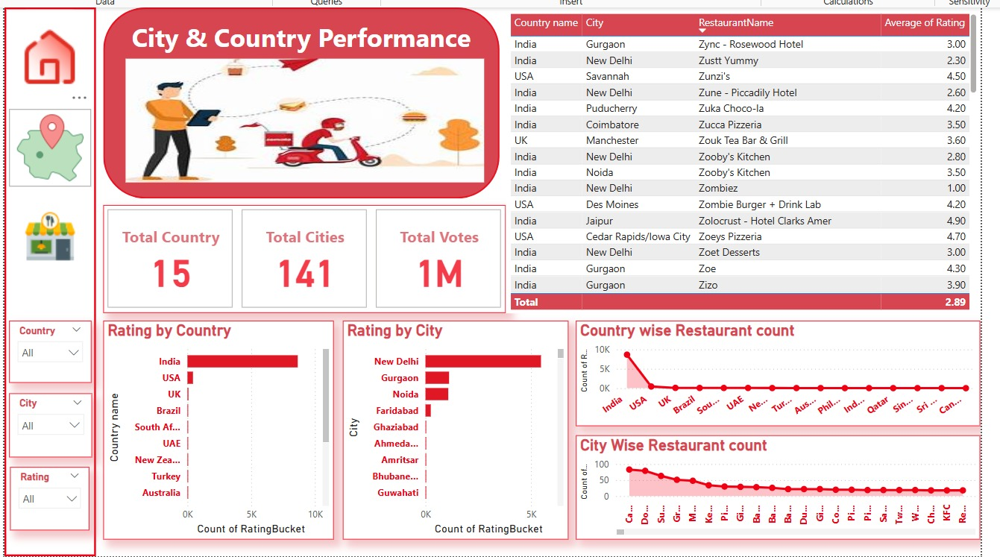 Data Queries Insert Calculations Sensitivity
City & Country Performance
Country name City RestaurantName Average of Rating
India Gurgaon Zync - Rosewood Hotel 3.00
India New Delhi Zustt Yummy 2.30
USA Savannah Zunzi's 4.50
India New Delhi Zune - Piccadily Hotel 2.60
India Puducherry Zuka Choco-la 4.20
India Coimbatore Zucca Pizzeria 3.50
UK Manchester Zouk Tea Bar & Grill 3.60
India New Delhi Zooby's Kitchen 2.80
India Noida Zooby's Kitchen 3.50
India New Delhi Zombiez 1.00
USA Des Moines Zombie Burger + Drink Lab 4.20
India Jaipur Zolocrust - Hotel Clarks Amer 4.90
USA Cedar Rapids/Iowa City Zoeys Pizzeria 4.70
India New Delhi Zoet Desserts 3.00
India Gurgaon Zoe 4.30
India Gurgaon Zizo 3.90
Total 2.89
Total Country
15
Total Cities
141
Total Votes
1M
Country
All
City
All
Rating
All
Rating by Country
Country name
India
USA
UK
Brazil
South Af...
UAE
New Zea...
Turkey
Australia
0K 5K 10K
Count of RatingBucket
Rating by City
City
New Delhi
Gurgaon
Noida
Faridabad
Ghaziabad
Ahmeda...
Amritsar
Bhubane...
Guwahati
0K 5K
Count of RatingBucket
Country wise Restaurant count
Count of R...
10K
5K
0K
India USA UK Brazil Sou... UAE Ne... Tur... Aus... Phil... Ind... Qatar Sin... Sri ... Can...
City Wise Restaurant count
Count of...
100
50
0
Ca... Do... Su... Gr... M... Ke... Pi... Gi... Ba... Ba... Ba... Du... Gi... Co... Pi... Pi... Sa... Tw... W... Ch... KFC Re...